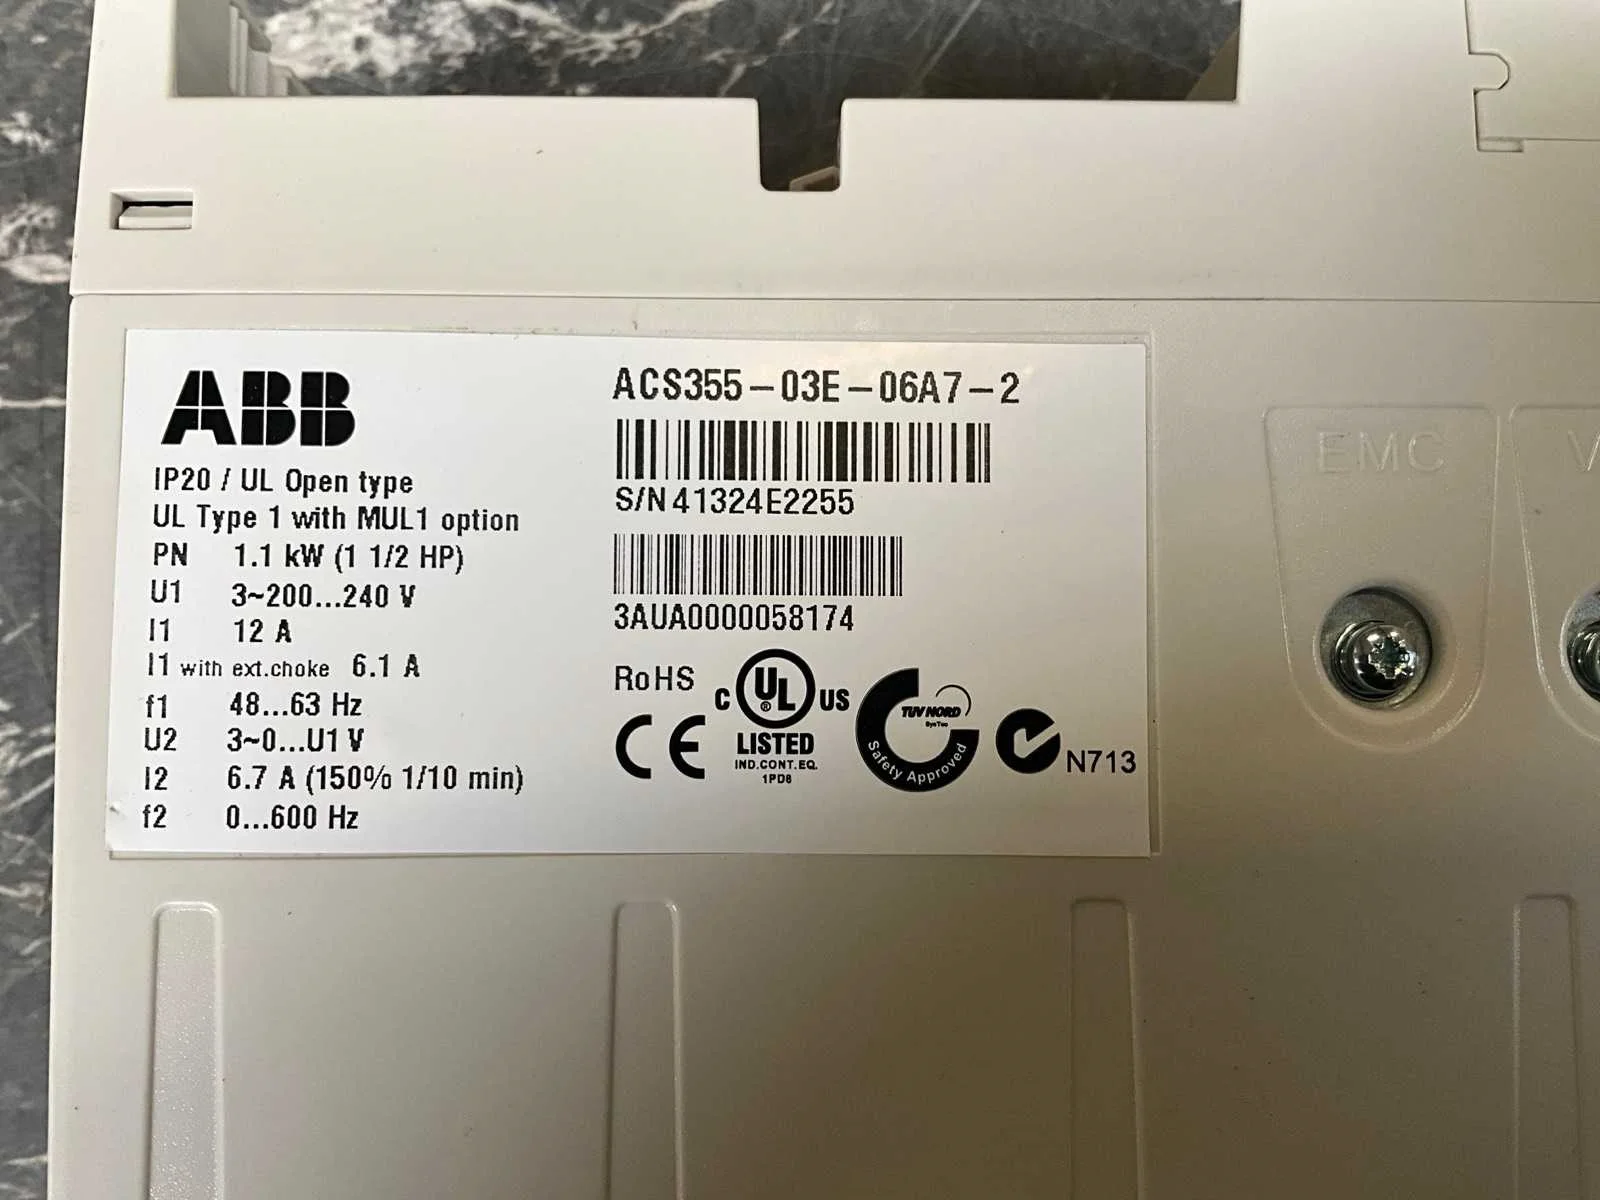 ABB
IP20 / UL Open type
UL Type 1 with MUL1 option
PN 1.1 kW (1 1/2 HP)
U1 3~200...240 V
I1 12 A
I1 with ext.choke 6.1 A
f1 48...63 Hz
U2 3~0...U1 V
I2 6.7 A (150% 1/10 min)
f2 0...600 Hz
ACS355-03E-06A7-2
S/N 41324E2255
3AUA0000058174
RoHS
CE
C UL US
®
LISTED
IND.CONT.EQ.
1PD8
TUV NORD
SysTec
Safety Approved
N713
EMC
V